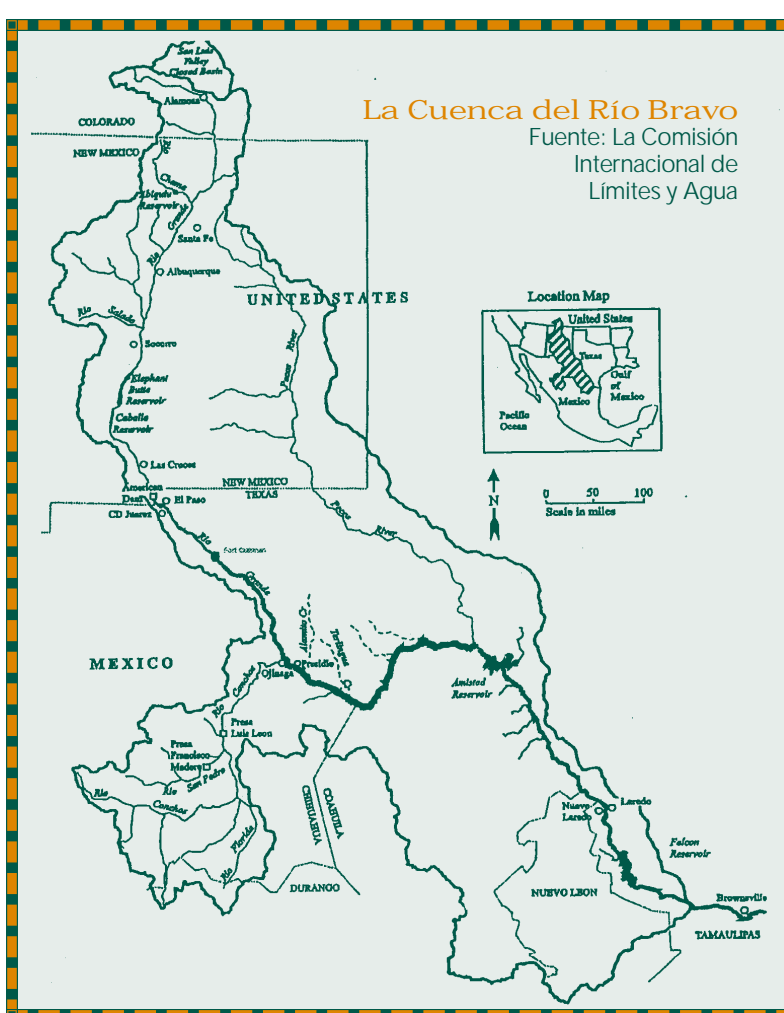 La Cuenca del Río Bravo
Fuente: La Comisión
Internacional de
Límites y Agua
San Luis
Valley
Closed Basin
Alamosa
COLORADO
NEW MEXICO
Rio
Chama
Abiquiu
Reservoir
Grande
Santa Fe
Rio
Albuquerque
UNITED STATES
Rio Salado
Socorro
Pecos River
Elephant
Butte
Reservoir
Caballo
Reservoir
Las Cruces
NEW MEXICO
TEXAS
American
Dam
El Paso
CD Juarez
Rio
Fort Quitman
Grande
Pecos River
Location Map
United States
Texas
Gulf
of
Mexico
Mexico
Pacific
Ocean
N
0 50 100
Scale in miles
Alamito Cr
Terlingua
MEXICO
Presidio
Ojinaga
Rio Conchos
Amistad
Reservoir
Presa
Luis Leon
Presa
Francisco
Madero
Rio San Pedro
Rio Conchos
Rio Florido
COAHUILA
CHIHUAHUA
DURANGO
Nuevo
Laredo
Laredo
Falcon
Reservoir
NUEVO LEON
Brownsville
TAMAULIPAS